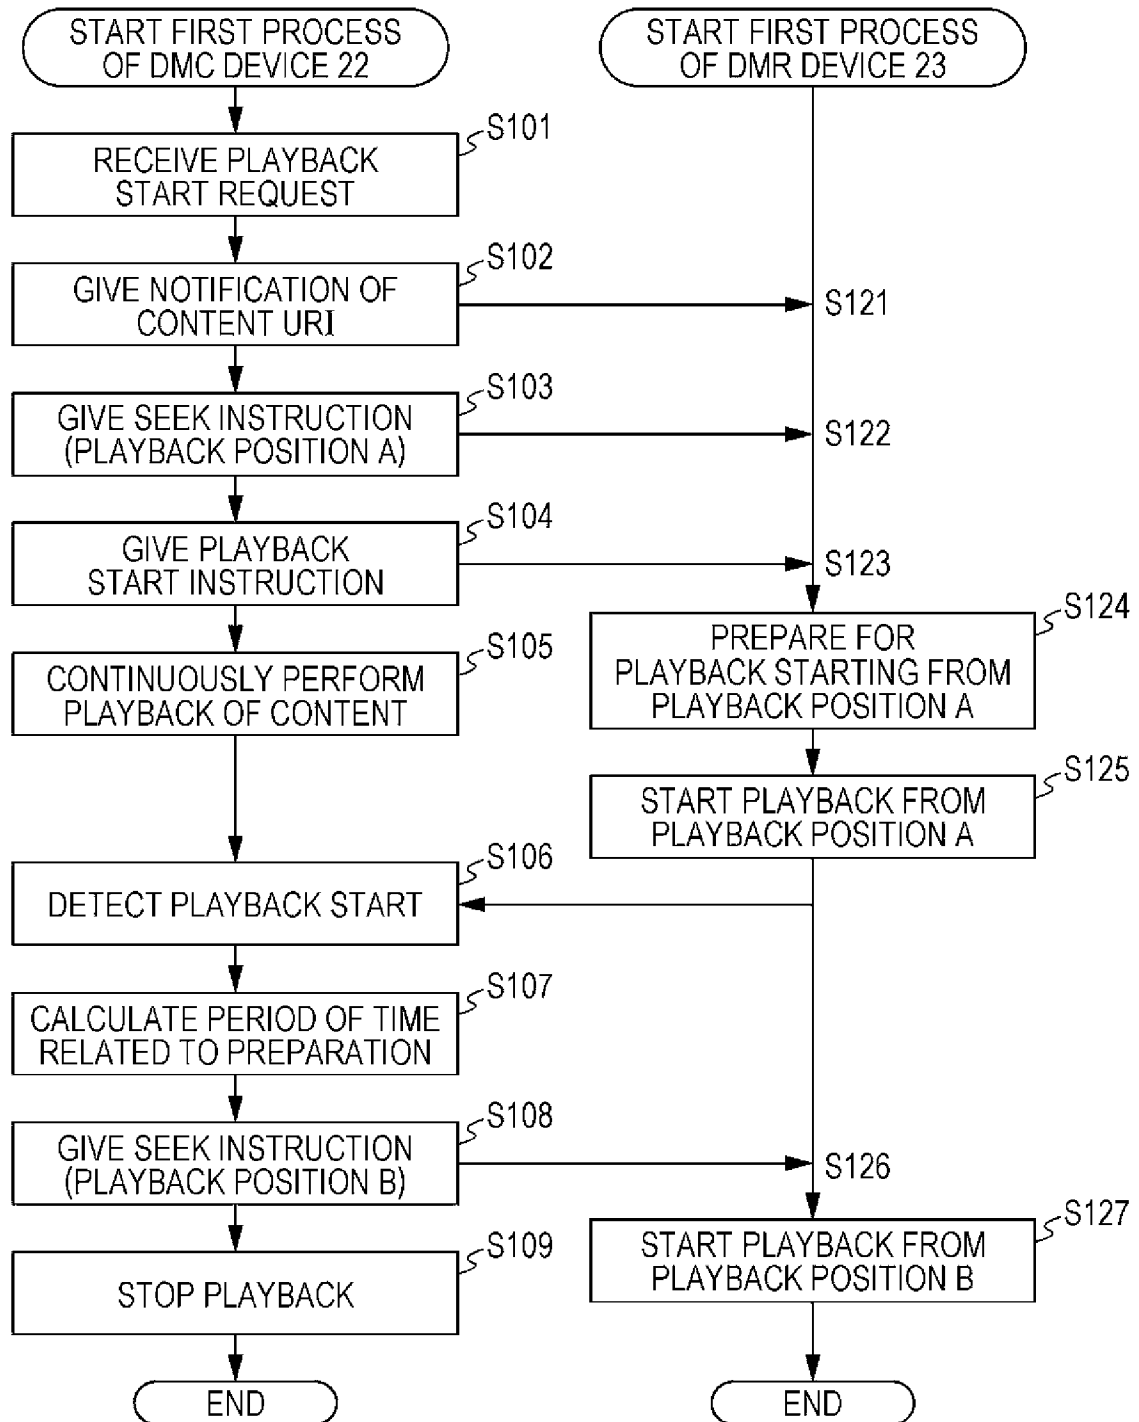 START FIRST PROCESS
OF DMC DEVICE 22
START FIRST PROCESS
OF DMR DEVICE 23
S101
RECEIVE PLAYBACK
START REQUEST
S102
GIVE NOTIFICATION OF
CONTENT URI
S121
S103
GIVE SEEK INSTRUCTION
(PLAYBACK POSITION A)
S122
S104
GIVE PLAYBACK
START INSTRUCTION
S123
S124
PREPARE FOR
PLAYBACK STARTING FROM
PLAYBACK POSITION A
S105
CONTINUOUSLY PERFORM
PLAYBACK OF CONTENT
S125
START PLAYBACK FROM
PLAYBACK POSITION A
S106
DETECT PLAYBACK START
S107
CALCULATE PERIOD OF TIME
RELATED TO PREPARATION
S108
GIVE SEEK INSTRUCTION
(PLAYBACK POSITION B)
S126
S127
START PLAYBACK FROM
PLAYBACK POSITION B
S109
STOP PLAYBACK
END
END